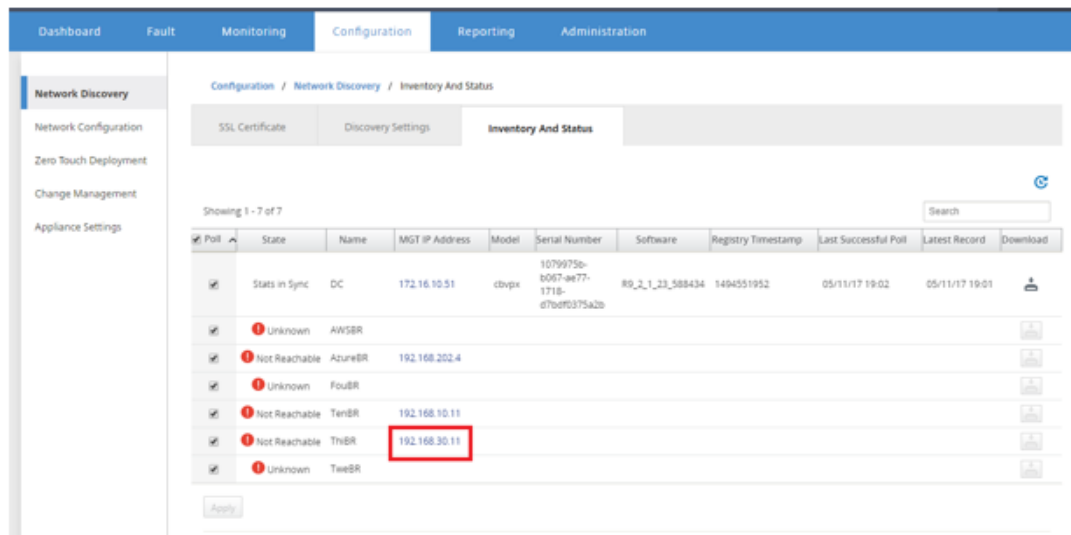 Dashboard Fault Monitoring Configuration Reporting Administration
Network Discovery
Network Configuration
Zero Touch Deployment
Change Management
Appliance Settings
Configuration / Network Discovery / Inventory And Status
SSL Certificate Discovery Settings Inventory And Status
Showing 1 - 7 of 7
Search
Poll State Name MGT IP Address Model Serial Number Software Registry Timestamp Last Successful Poll Latest Record Download
Stats in Sync DC 172.16.10.51 cbvpx 1079975b-b067-ae77-1718-d7bdf0375a2b R9_2_1_23_588434 1494551952 05/11/17 19:02 05/11/17 19:01
Unknown AWSBR
Not Reachable AzureBR 192.168.202.4
Unknown FouBR
Not Reachable TenBR 192.168.10.11
Not Reachable ThiBR 192.168.30.11
Unknown TweBR
Apply